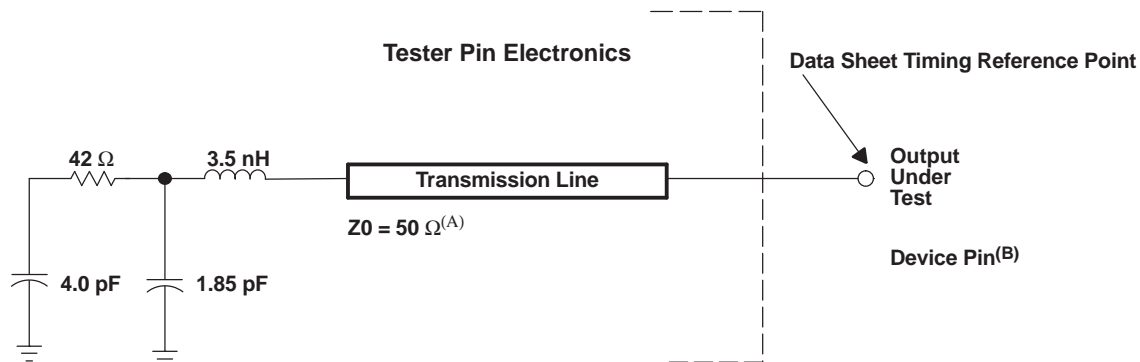 Tester Pin Electronics
Data Sheet Timing Reference Point
42 Ω
3.5 nH
Transmission Line
Output
Under
Test
Z0 = 50 Ω(A)
Device Pin(B)
4.0 pF
1.85 pF